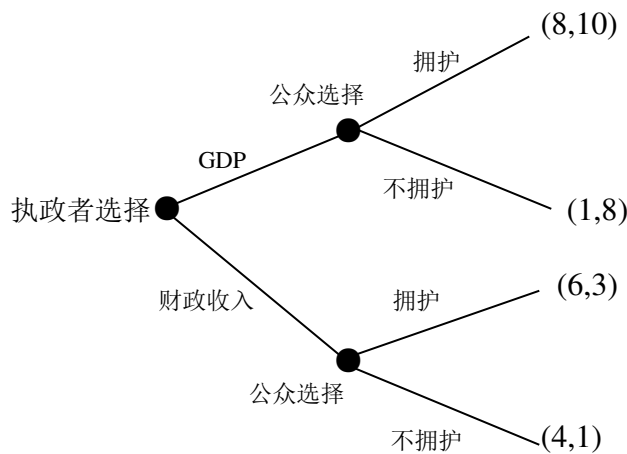 (8,10)
拥护
公众选择
GDP
不拥护
执政者选择
(1,8)
(6,3)
财政收入
拥护
公众选择
不拥护
(4,1)